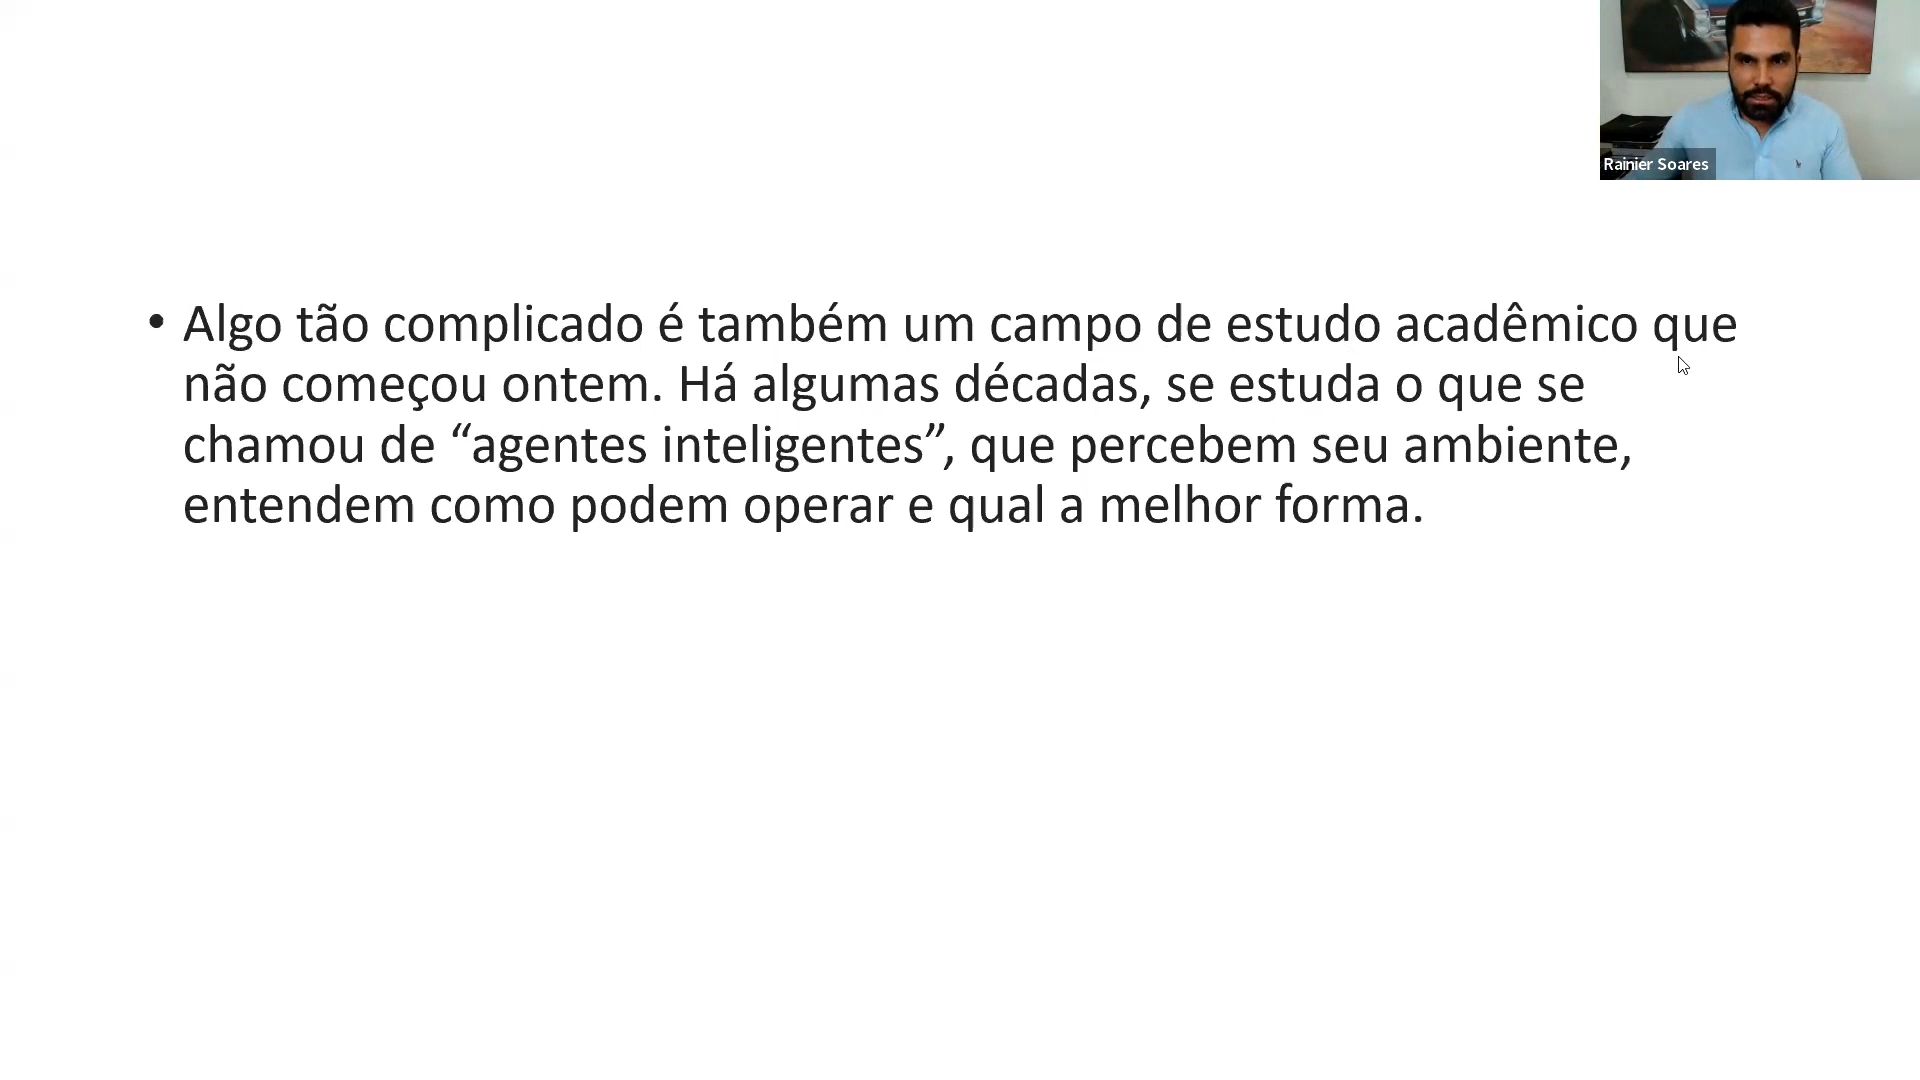 Rainier Soares
• Algo tão complicado é também um campo de estudo acadêmico que
não começou ontem. Há algumas décadas, se estuda o que se
chamou de “agentes inteligentes”, que percebem seu ambiente,
entendem como podem operar e qual a melhor forma.